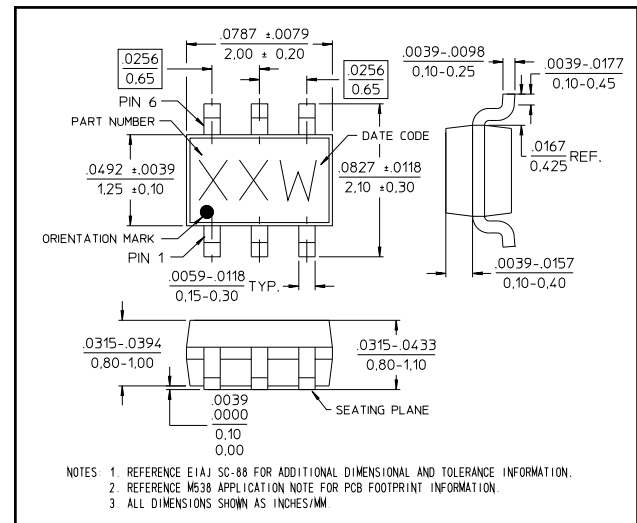 .0787 ±.0079
2,00 ± 0,20
.0256
0,65
.0256
0,65
.0039-.0098
0,10-0,25
.0039-.0177
0,10-0,45
PIN 6
PART NUMBER
DATE CODE
.0492 ±.0039
1,25 ±0,10
XXW
.0827 ±.0118
2,10 ±0,30
.0167
0,425
REF.
ORIENTATION MARK
PIN 1
.0059-.0118
0,15-0,30
TYP.
.0039-.0157
0,10-0,40
.0315-.0394
0,80-1,00
.0315-.0433
0,80-1,10
.0039
.0000
0,10
0,00
SEATING PLANE
NOTES: 1. REFERENCE EIAJ SC-88 FOR ADDITIONAL DIMENSIONAL AND TOLERANCE INFORMATION.
2. REFERENCE M538 APPLICATION NOTE FOR PCB FOOTPRINT INFORMATION.
3. ALL DIMENSIONS SHOWN AS INCHES/MM.